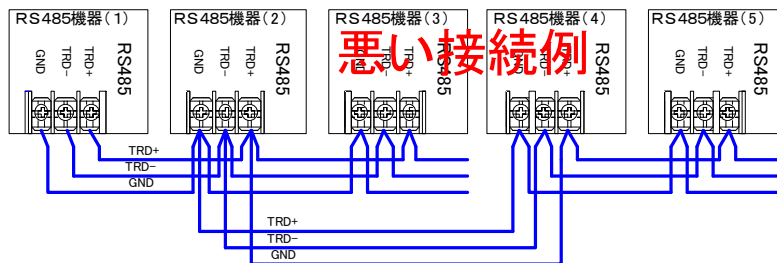 RS485機器(1)
RS485機器(2)
RS485機器(3)
RS485機器(4)
RS485機器(5)
悪い接続例
GND
TRD-
TRD+
RS485
GND
TRD-
TRD+
RS485
GND
TRD-
TRD+
RS485
GND
TRD-
TRD+
RS485
GND
TRD-
TRD+
RS485
TRD+
TRD-
GND
TRD+
TRD-
GND